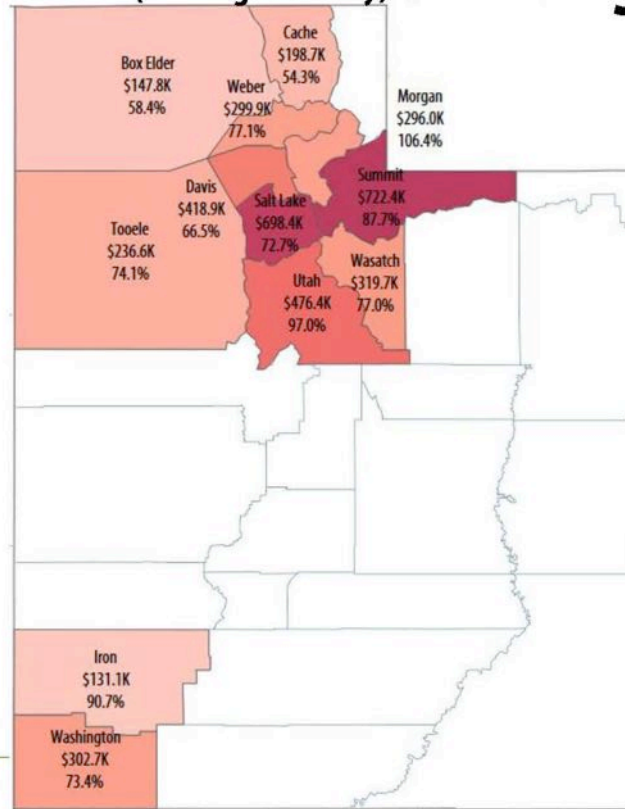 Cache
$198.7K
54.3%
Box Elder
$147.8K
58.4%
Weber
$299.9K
77.1%
Morgan
$296.0K
106.4%
Davis
$418.9K
66.5%
Summit
$722.4K
87.7%
Salt Lake
$698.4K
72.7%
Tooele
$236.6K
74.1%
Wasatch
$319.7K
77.0%
Utah
$476.4K
97.0%
Iron
$131.1K
90.7%
Washington
$302.7K
73.4%